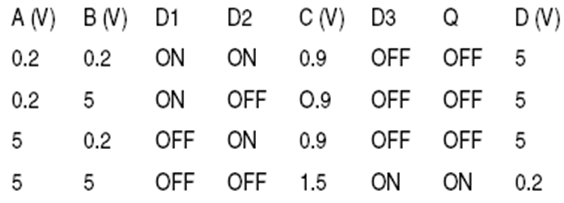 A (V) B (V) D1 D2 C (V) D3 Q D (V)
0.2 0.2 ON ON 0.9 OFF OFF 5
0.2 5 ON OFF O.9 OFF OFF 5
5 0.2 OFF ON 0.9 OFF OFF 5
5 5 OFF OFF 1.5 ON ON 0.2